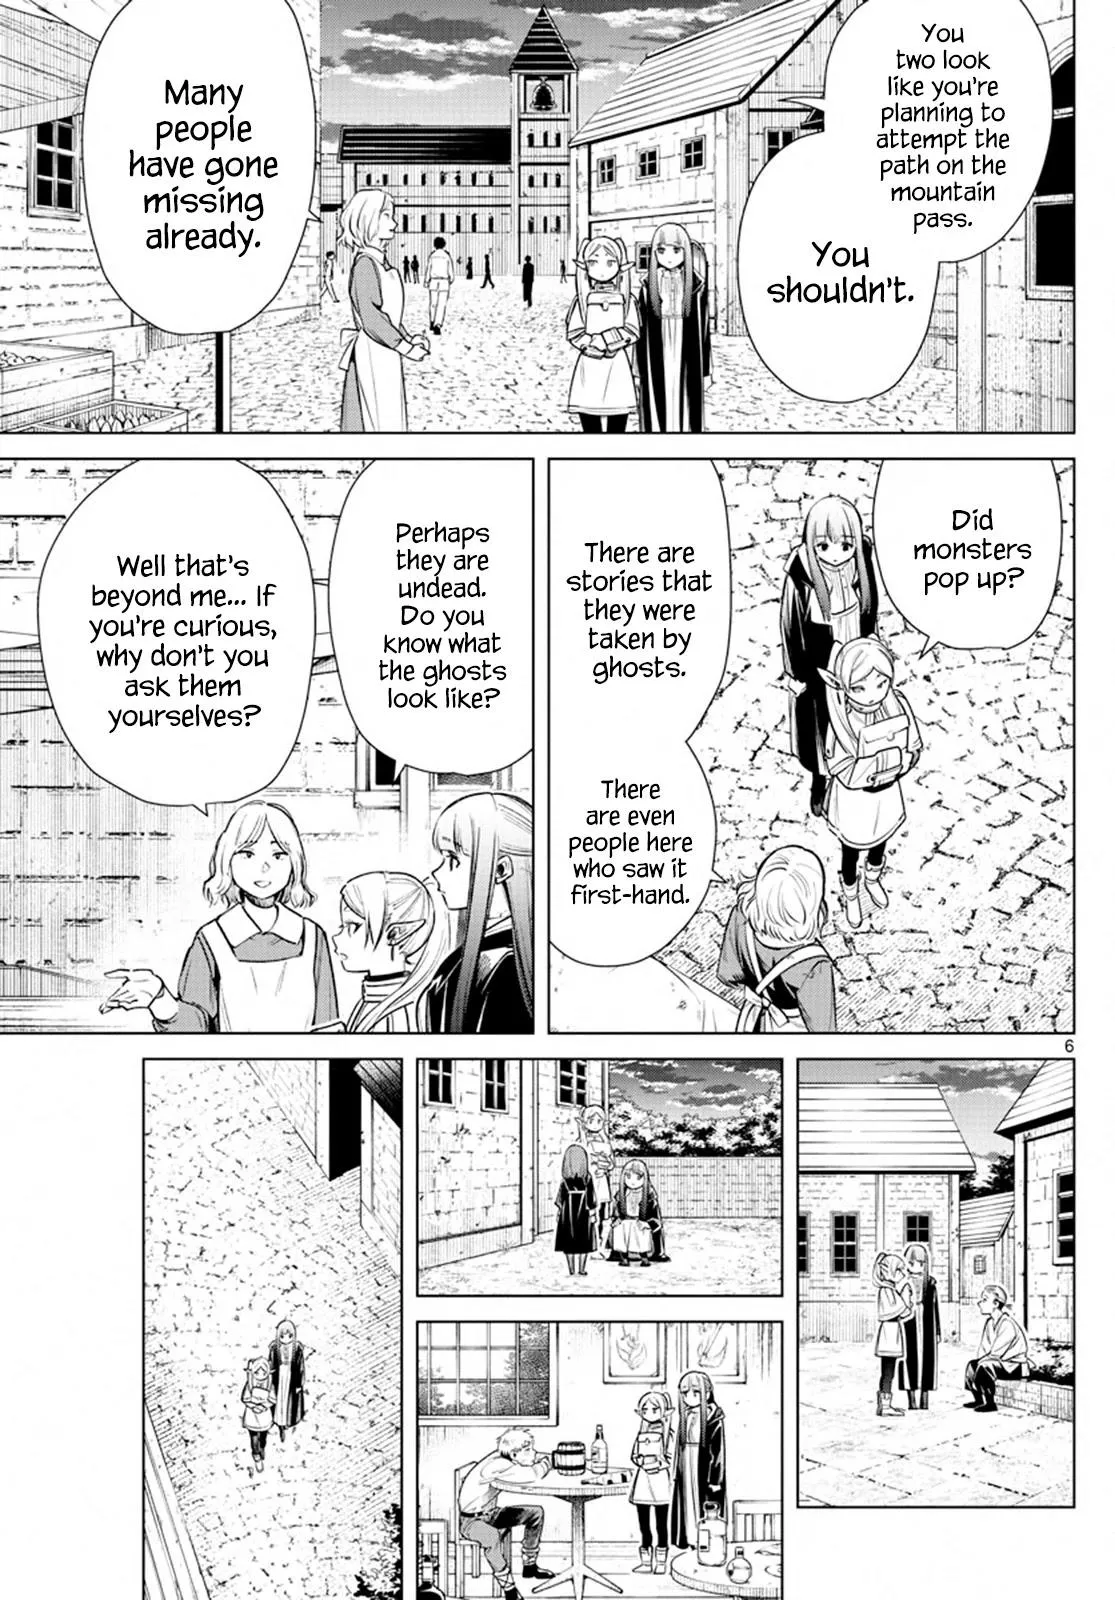 You
two look
like you're
planning to
attempt the
path on the
mountain
pass.
You
shouldn't.
Many
people
have gone
missing
already.
Did
monsters
pop up?
There are
stories that
they were
taken by
ghosts.
There
are even
people here
who saw it
first-hand.
Perhaps
they are
undead.
Do you
know what
the ghosts
look like?
Well that's
beyond me... If
you're curious,
why don't you
ask them
yourselves?
6